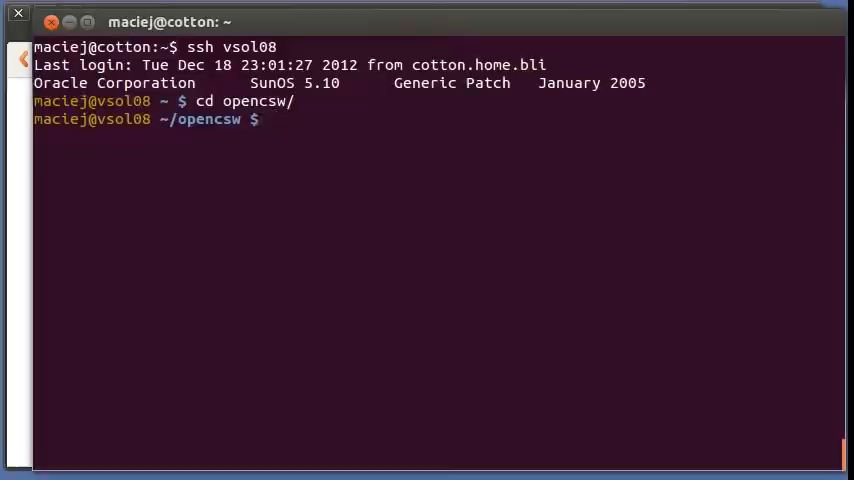 maciej@cotton: ~
maciej@cotton:~$ ssh vsol08
Last login: Tue Dec 18 23:01:27 2012 from cotton.home.bli
Oracle Corporation      SunOS 5.10      Generic Patch   January 2005
maciej@vsol08 ~ $ cd opencsw/
maciej@vsol08 ~/opencsw $